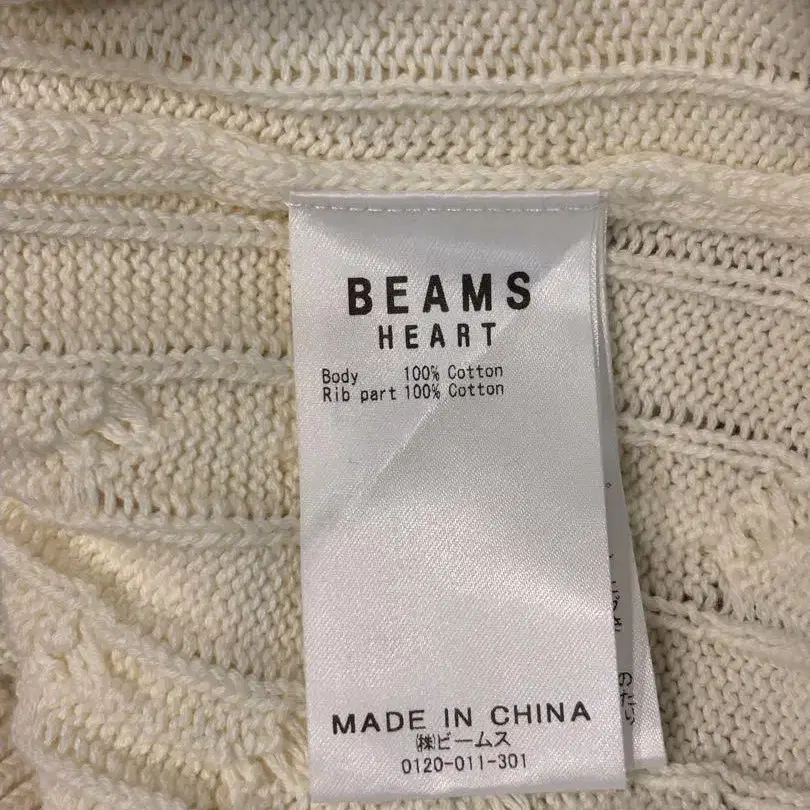 BEAMS
HEART
Body 100% Cotton
Rib part 100% Cotton
MADE IN CHINA
㈱ビームス
0120-011-301